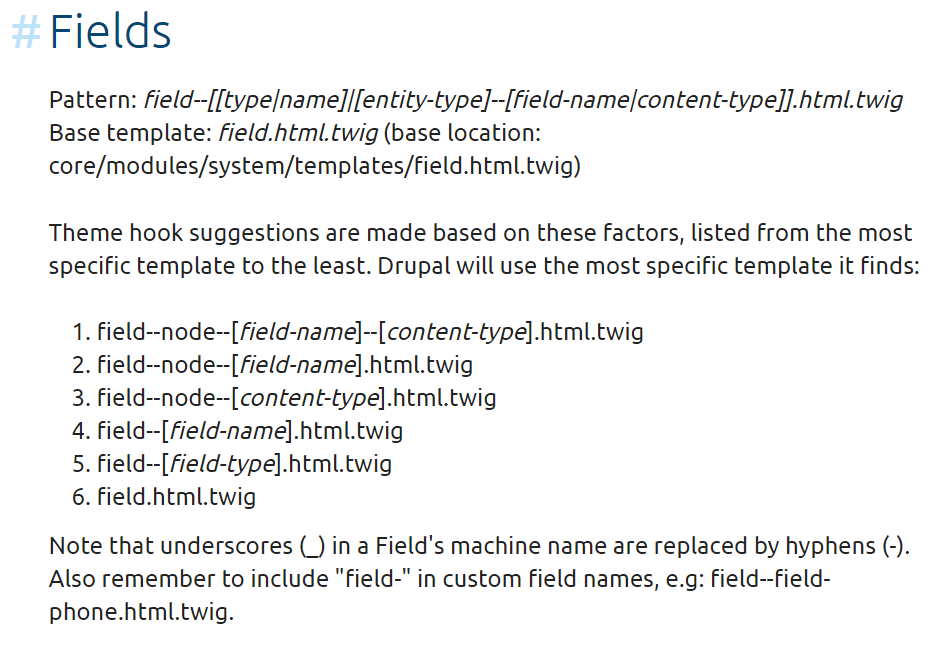 # Fields
Pattern: field--[[type|name]|[entity-type]--[field-name|content-type]].html.twig
Base template: field.html.twig (base location:
core/modules/system/templates/field.html.twig)
Theme hook suggestions are made based on these factors, listed from the most
specific template to the least. Drupal will use the most specific template it finds:
1. field--node--[field-name]--[content-type].html.twig
2. field--node--[field-name].html.twig
3. field--node--[content-type].html.twig
4. field--[field-name].html.twig
5. field--[field-type].html.twig
6. field.html.twig
Note that underscores (_) in a Field's machine name are replaced by hyphens (-).
Also remember to include "field-" in custom field names, e.g: field--field-
phone.html.twig.